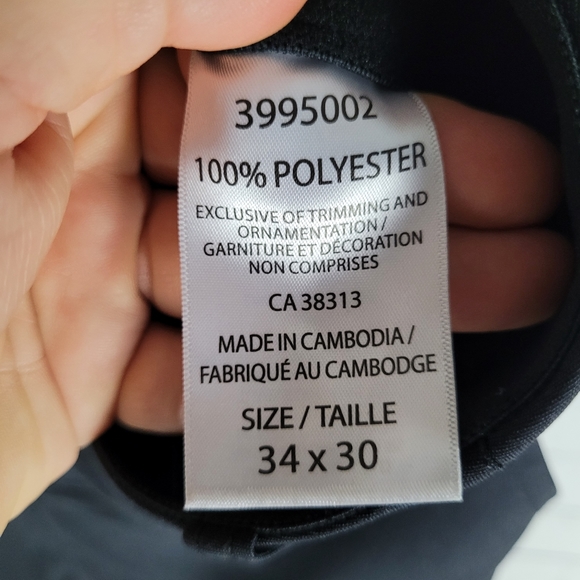 3995002
100% POLYESTER
EXCLUSIVE OF TRIMMING AND
ORNAMENTATION /
GARNITURE ET DÉCORATION
NON COMPRISES
CA 38313
MADE IN CAMBODIA /
FABRIQUÉ AU CAMBODGE
SIZE / TAILLE
34 x 30